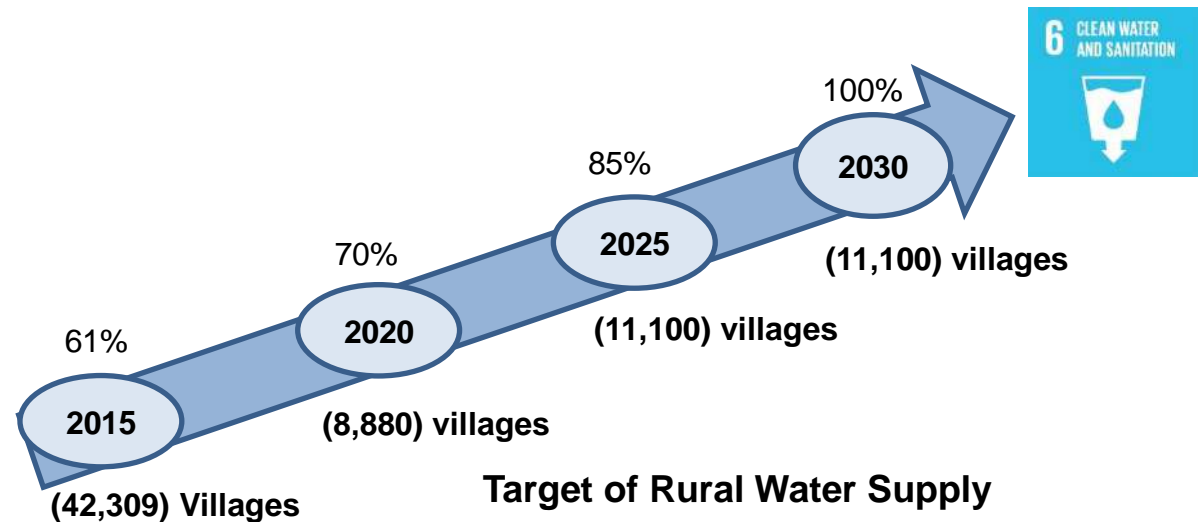 6 CLEAN WATER
AND SANITATION
100%
2030
(11,100) villages
85%
2025
(11,100) villages
70%
2020
(8,880) villages
61%
2015
(42,309) Villages
Target of Rural Water Supply